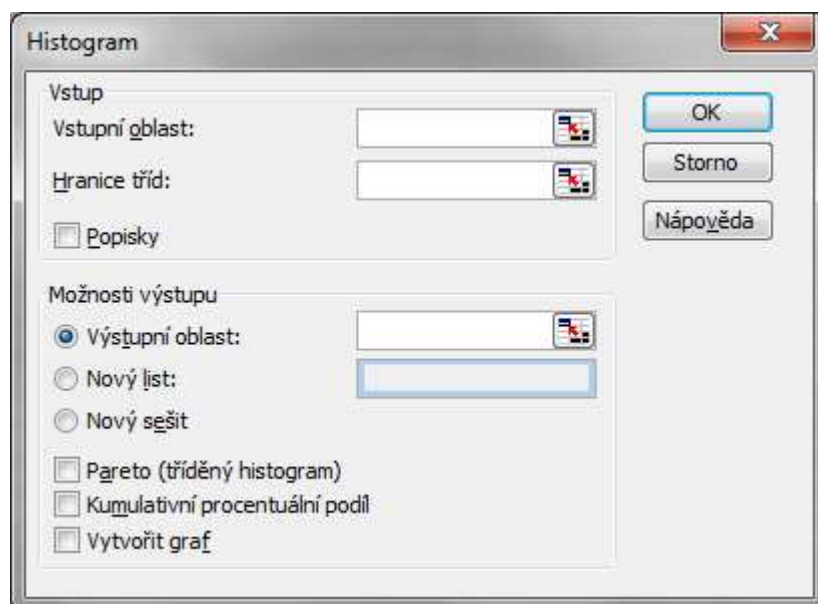 Histogram
Vstup
Vstupní oblast:
Hranice tříd:
Popisky
OK
Storno
Nápověda
Možnosti výstupu
Výstupní oblast:
Nový list:
Nový sešit
Pareto (tříděný histogram)
Kumulativní procentuální podíl
Vytvořit graf